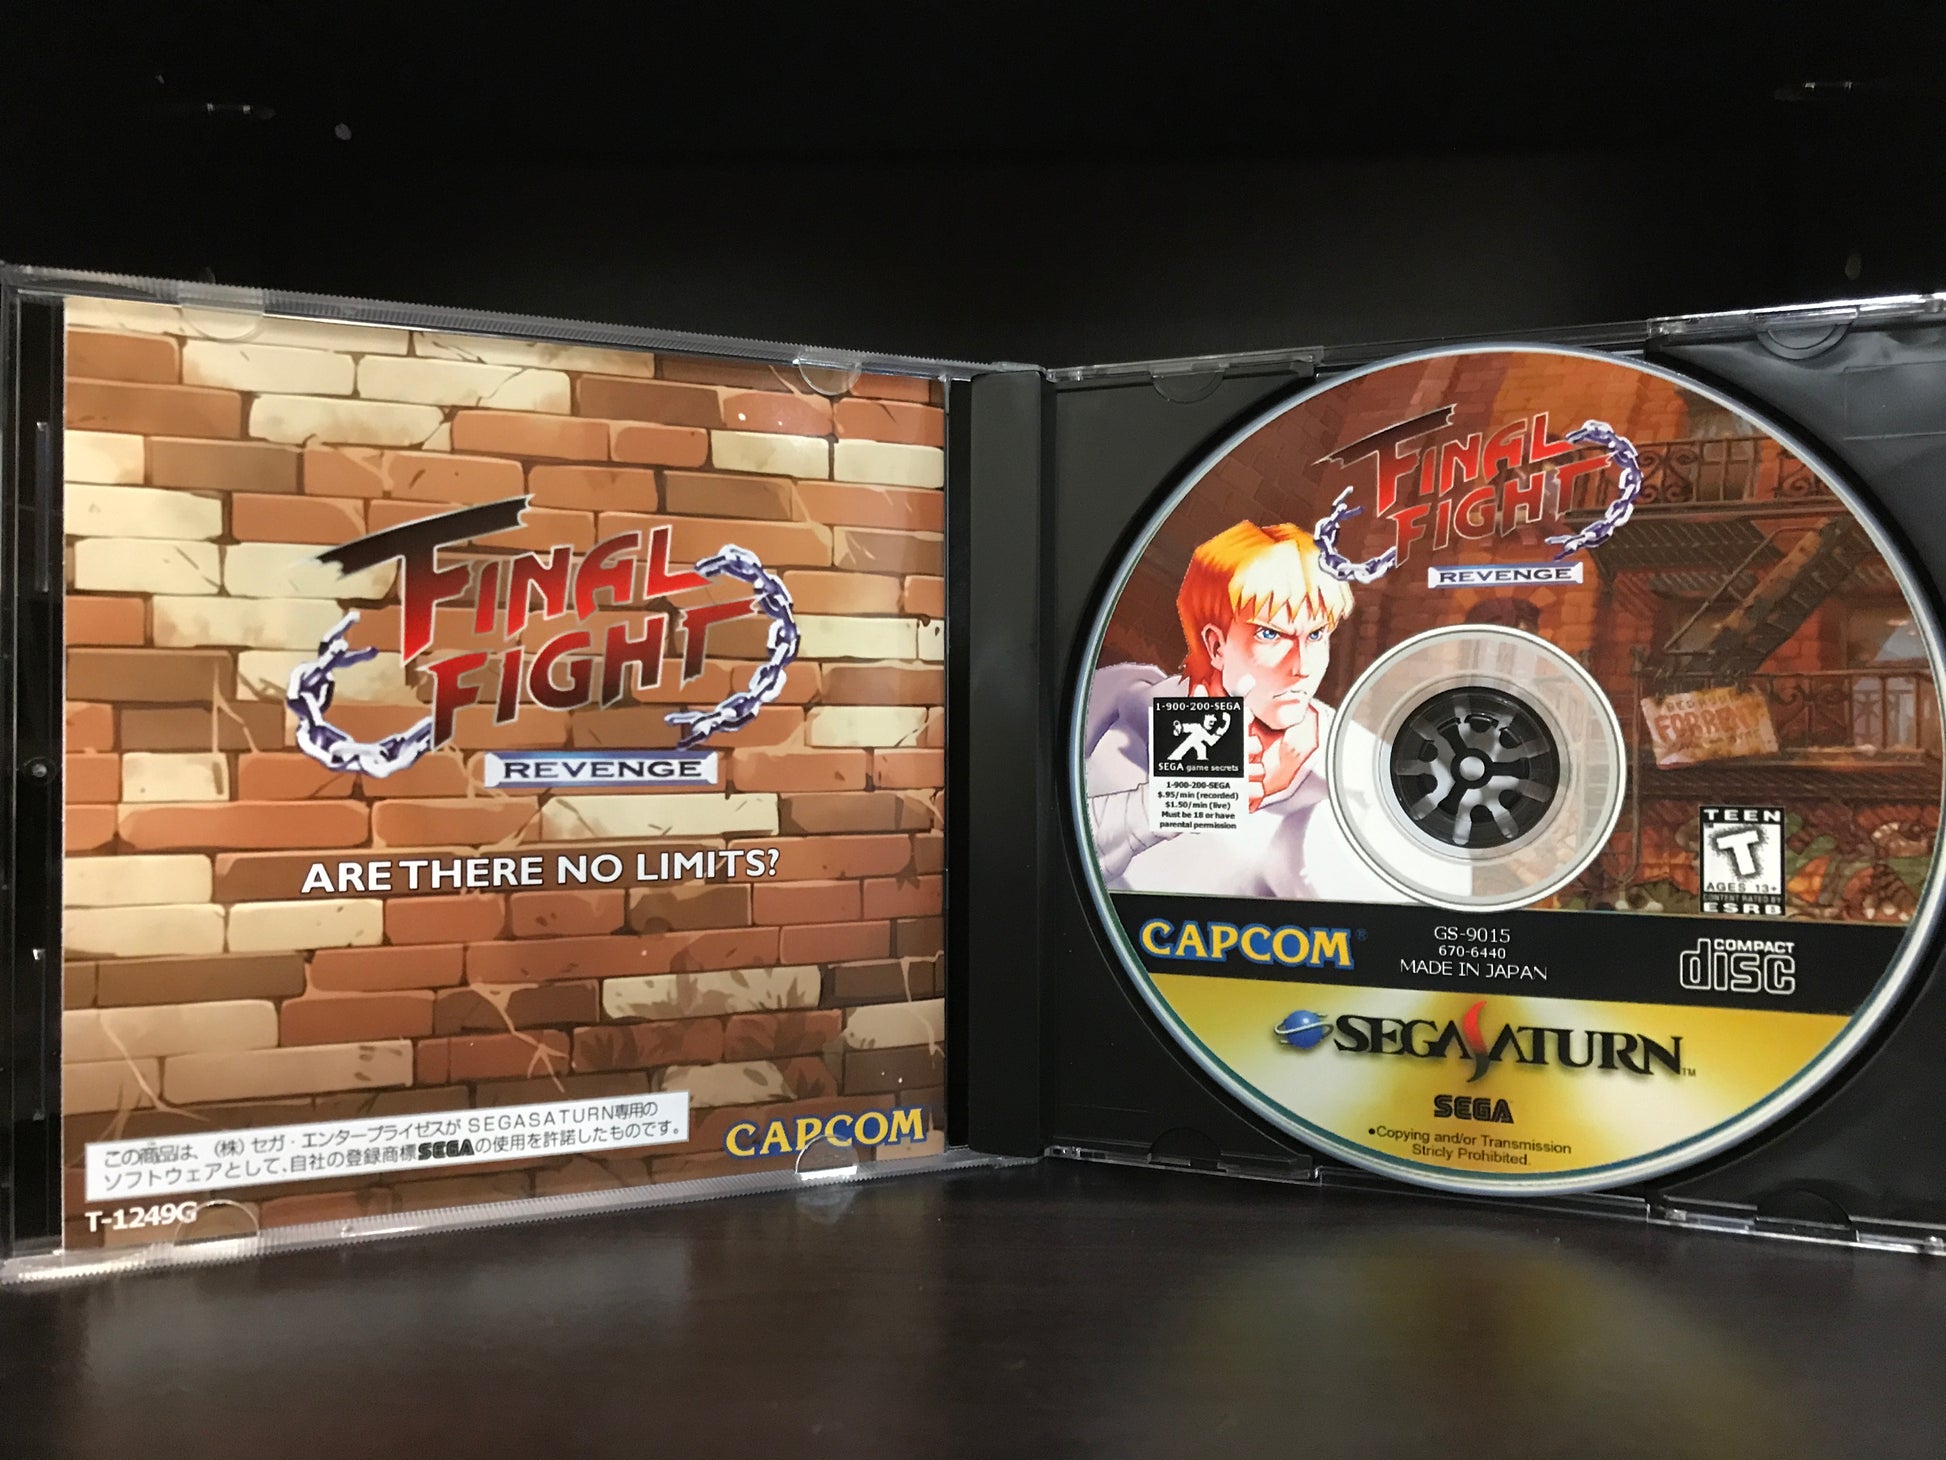 FINAL
FIGHT
REVENGE
ARE THERE NO LIMITS?
この商品は、(株)セガ・エンタープライゼスがSEGASATURN専用の
ソフトウェアとして、自社の登録商標SEGAの使用を許諾したものです。
CAPCOM
T-1249G
FINAL
FIGHT
REVENGE
1-900-200-SEGA
SEGA game secrets
1-900-200-SEGA
$.95/min (recorded)
$1.50/min (live)
Must be 18 or have
parental permission
FOR RENT
TEEN
T
AGES 13+
CONTENT RATED BY
ESRB
CAPCOM®
GS-9015
670-6440
MADE IN JAPAN
COMPACT
disc
SEGA SATURN™
SEGA
•Copying and/or Transmission
Stricly Prohibited.